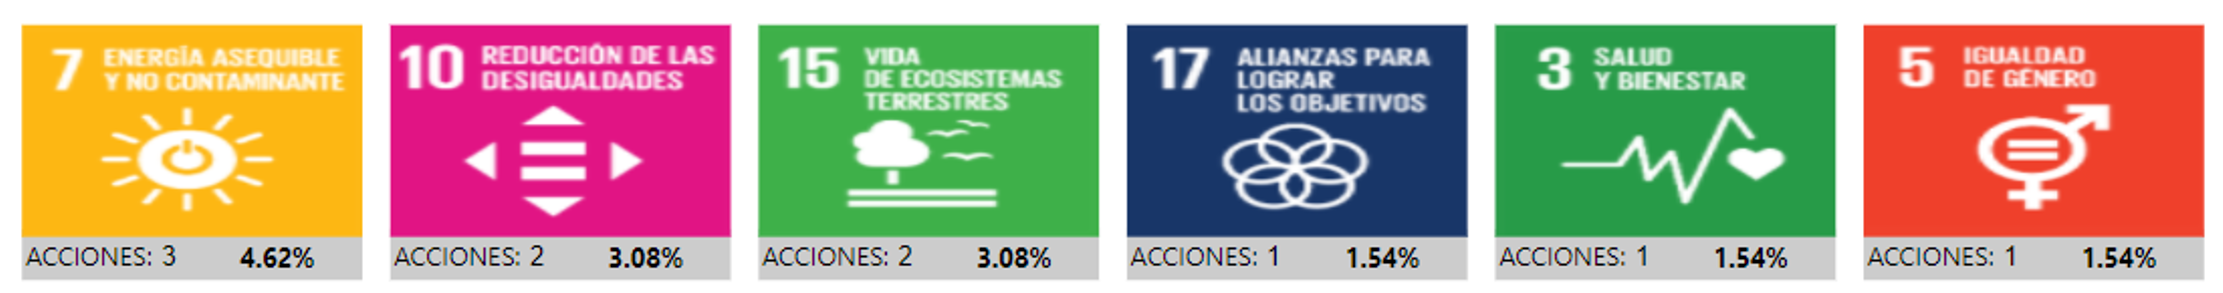 7 ENERGÍA ASEQUIBLE
Y NO CONTAMINANTE
ACCIONES: 3 4.62%
10 REDUCCIÓN DE LAS
DESIGUALDADES
ACCIONES: 2 3.08%
15 VIDA
DE ECOSISTEMAS
TERRESTRES
ACCIONES: 2 3.08%
17 ALIANZAS PARA
LOGRAR
LOS OBJETIVOS
ACCIONES: 1 1.54%
3 SALUD
Y BIENESTAR
ACCIONES: 1 1.54%
5 IGUALDAD
DE GÉNERO
ACCIONES: 1 1.54%